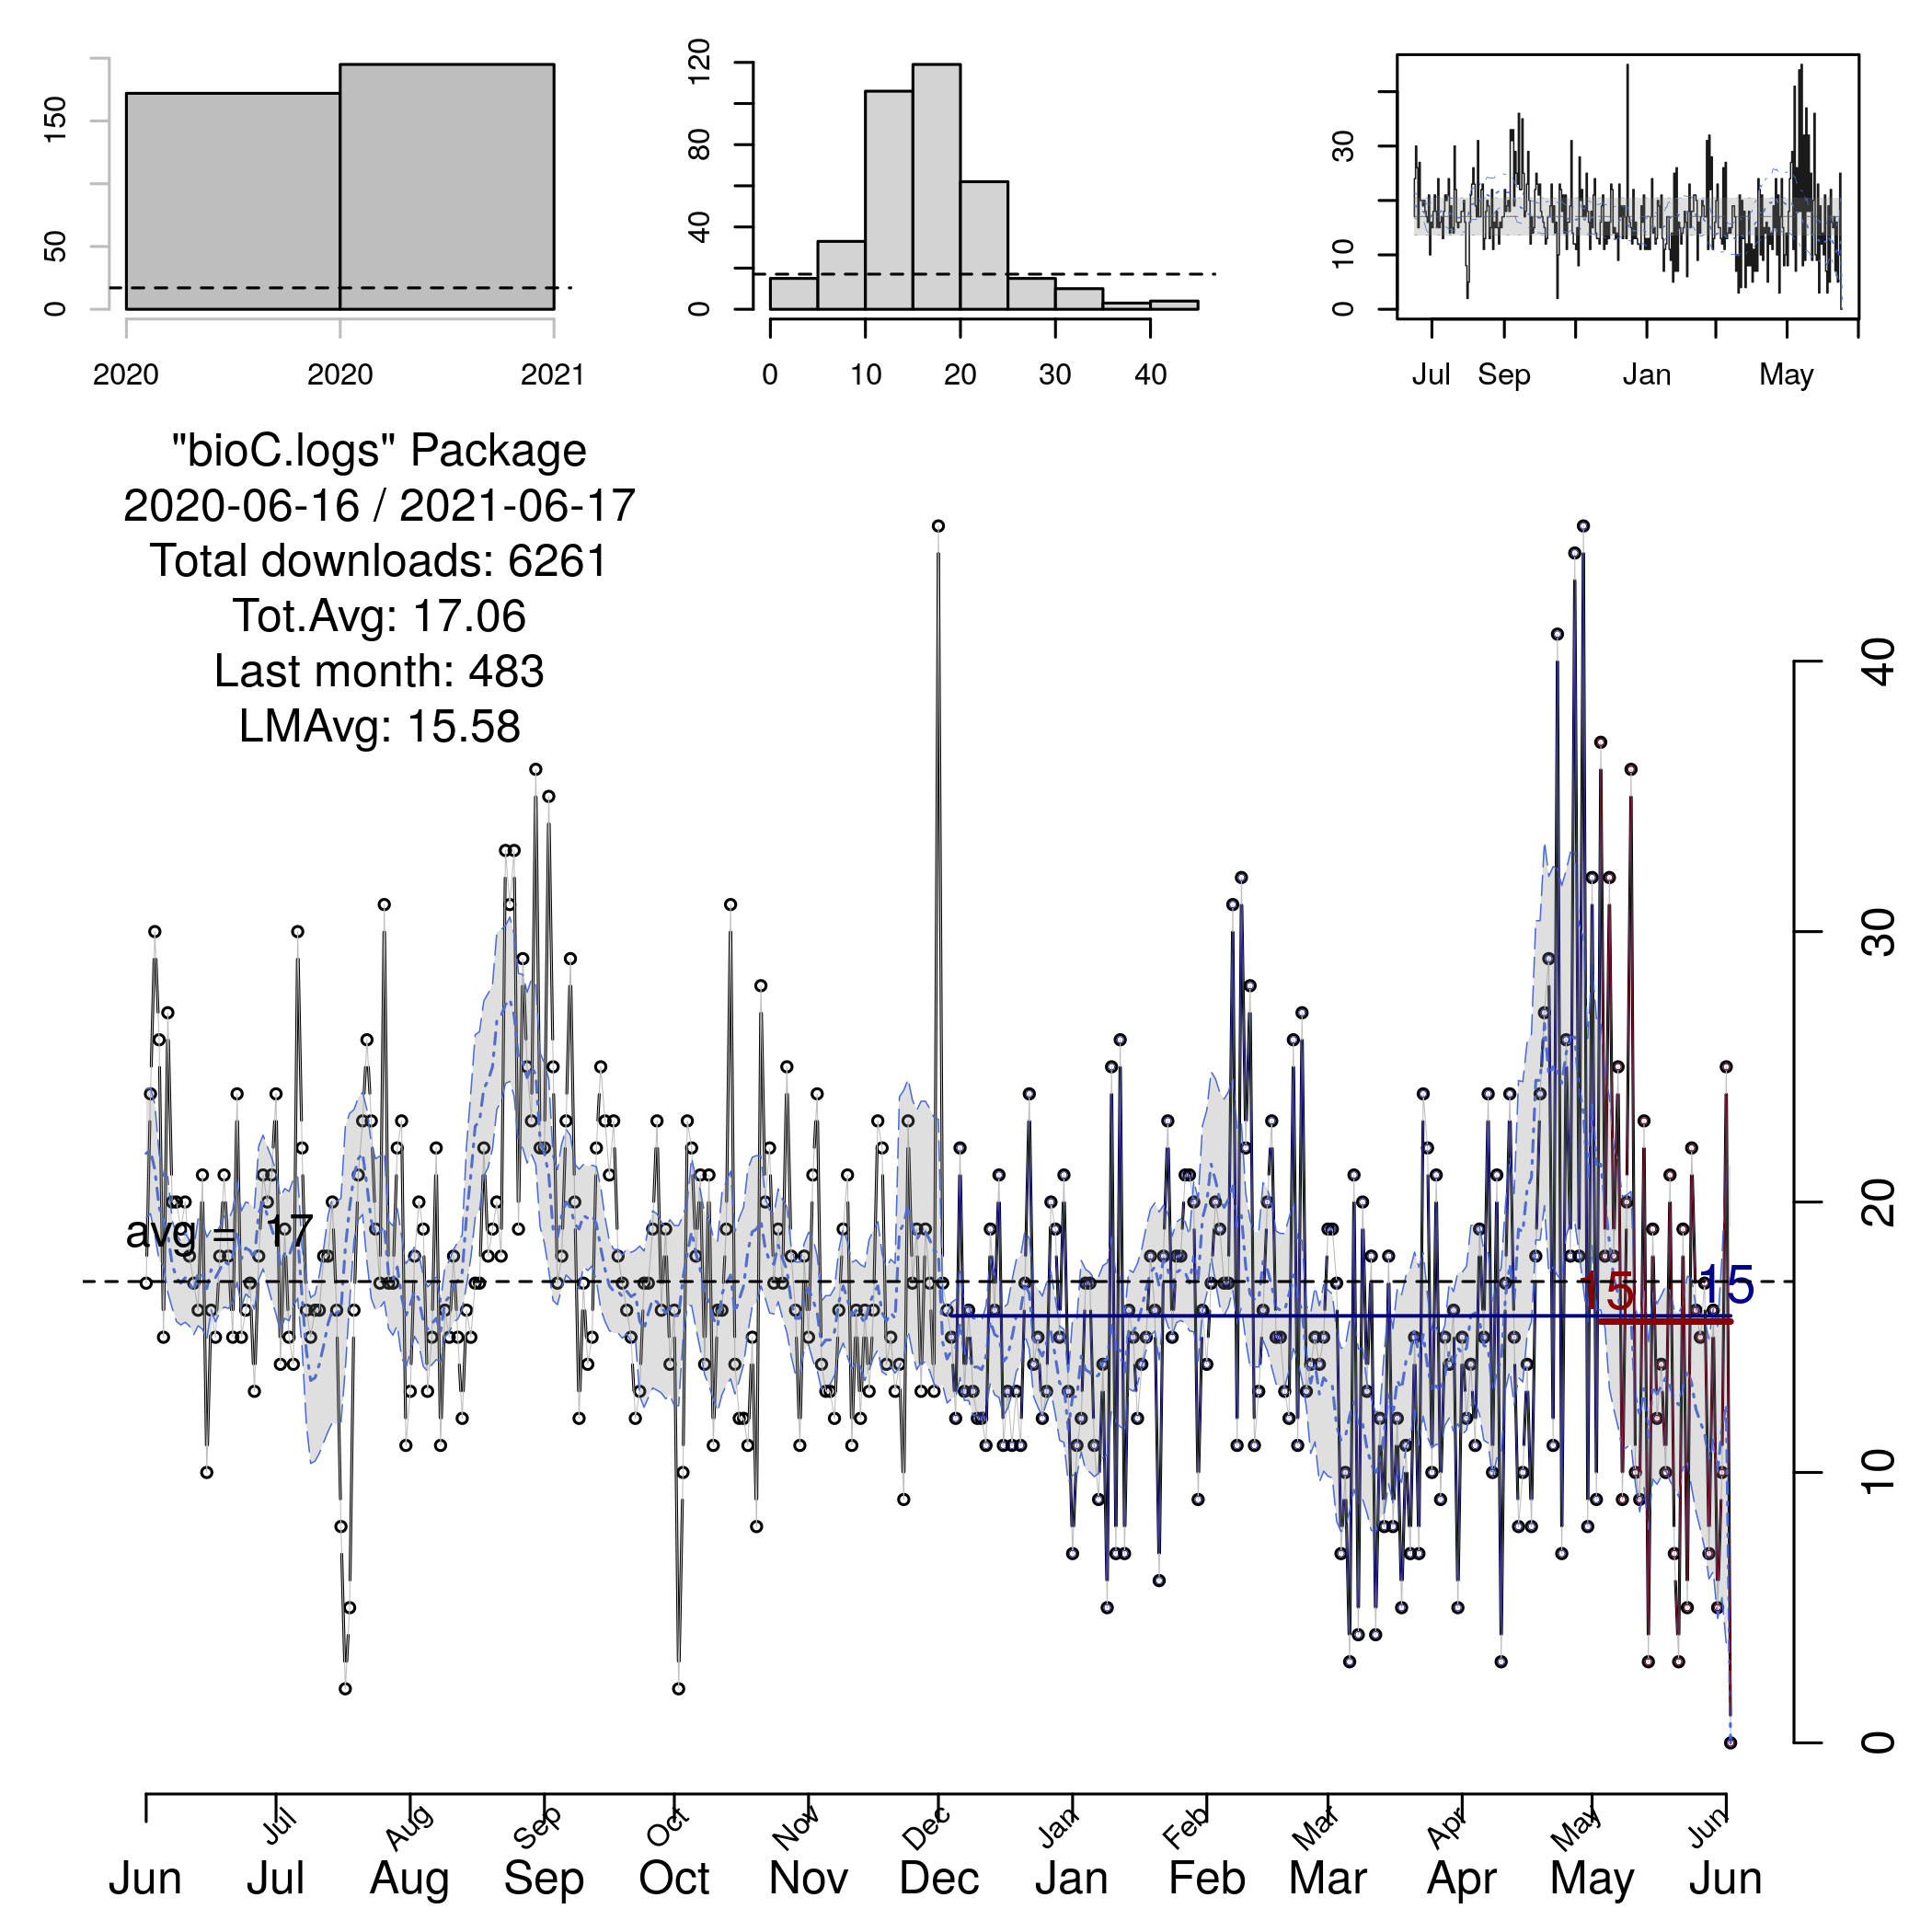 0 50 150
2020 2020 2021
0 40 80 120
0 10 20 30 40
0 10 30
Jul Sep Jan May
"bioC.logs" Package
2020-06-16 / 2021-06-17
Total downloads: 6261
Tot.Avg: 17.06
Last month: 483
LMAvg: 15.58
avg = 17
15 15
0 10 20 30 40
Jul Aug Sep Oct Nov Dec Jan Feb Mar Apr May Jun
Jun Jul Aug Sep Oct Nov Dec Jan Feb Mar Apr May Jun